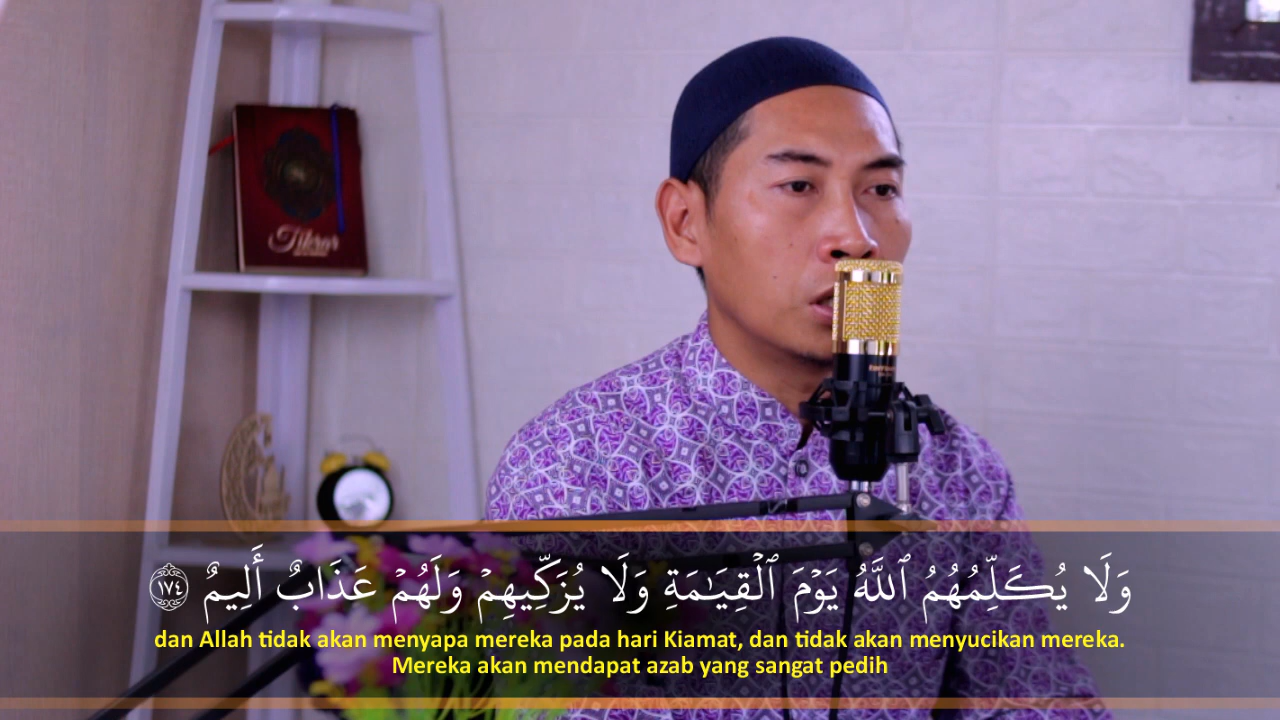 Tikrar
وَلَا يُكَلِّمُهُمُ ٱللَّهُ يَوْمَ ٱلْقِيَـٰمَةِ وَلَا يُزَكِّيهِمْ وَلَهُمْ عَذَابٌ أَلِيمٌ ١٧٤
dan Allah tidak akan menyapa mereka pada hari Kiamat, dan tidak akan menyucikan mereka.
Mereka akan mendapat azab yang sangat pedih